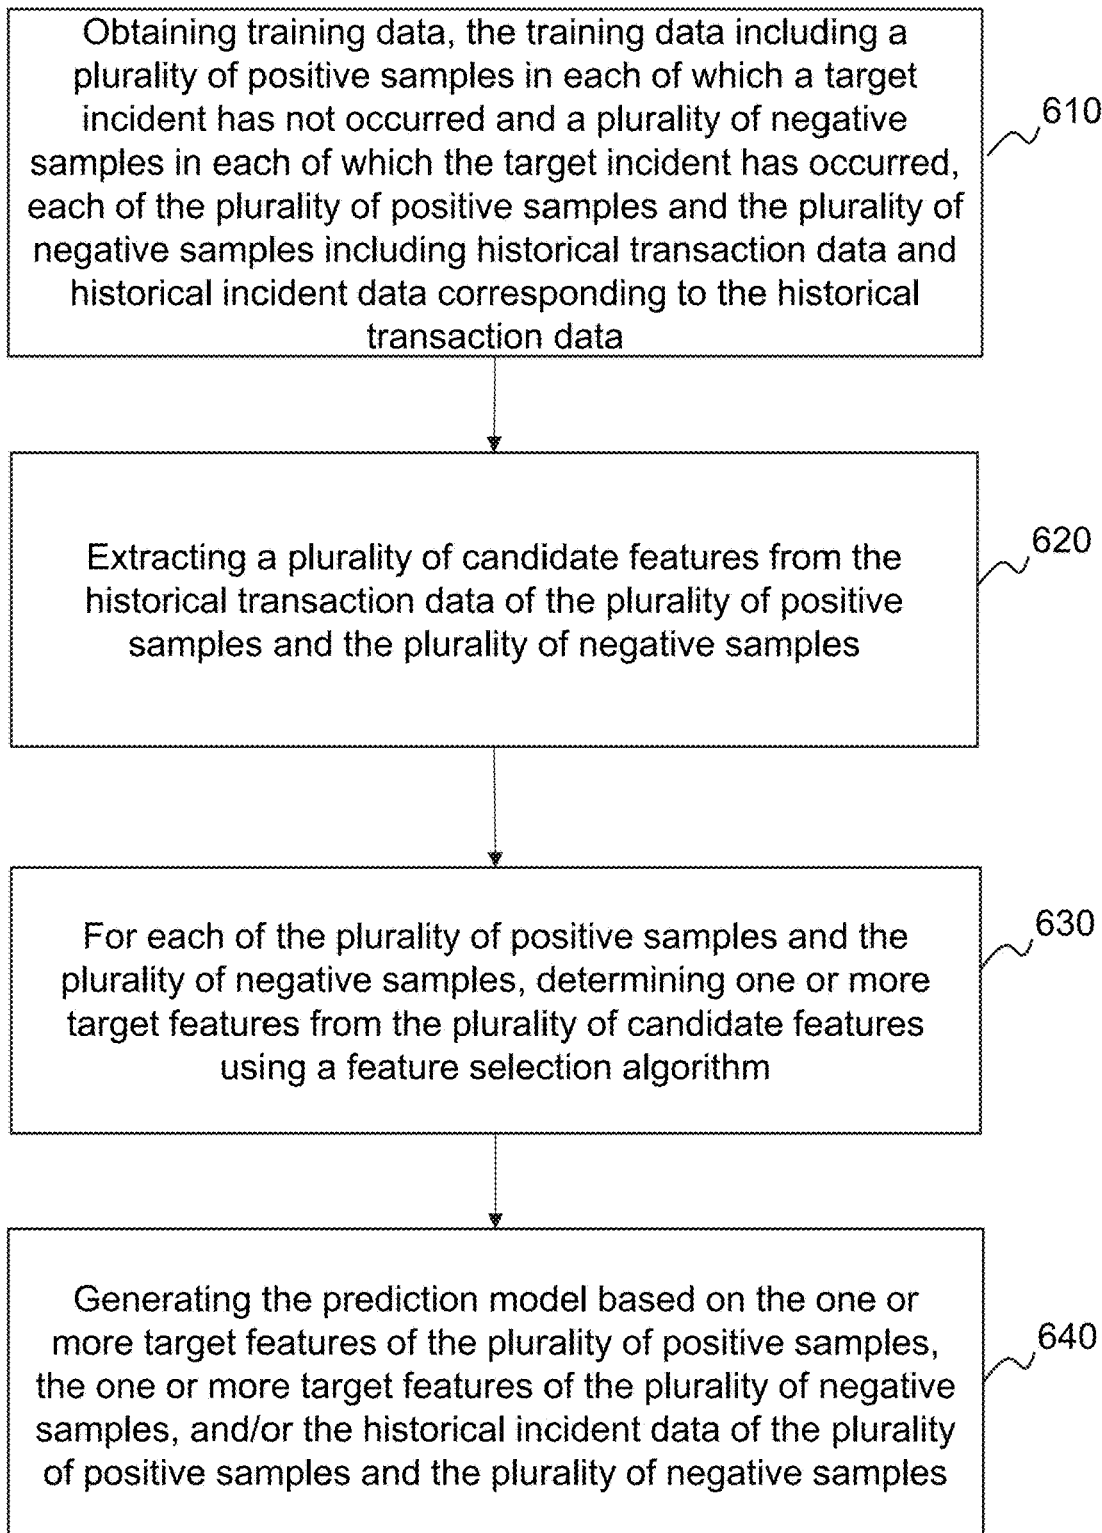 Obtaining training data, the training data including a
plurality of positive samples in each of which a target
incident has not occurred and a plurality of negative
samples in each of which the target incident has occurred,
each of the plurality of positive samples and the plurality of
negative samples including historical transaction data and
historical incident data corresponding to the historical
transaction data
610
Extracting a plurality of candidate features from the
historical transaction data of the plurality of positive
samples and the plurality of negative samples
620
For each of the plurality of positive samples and the
plurality of negative samples, determining one or more
target features from the plurality of candidate features
using a feature selection algorithm
630
Generating the prediction model based on the one or
more target features of the plurality of positive samples,
the one or more target features of the plurality of negative
samples, and/or the historical incident data of the plurality
of positive samples and the plurality of negative samples
640